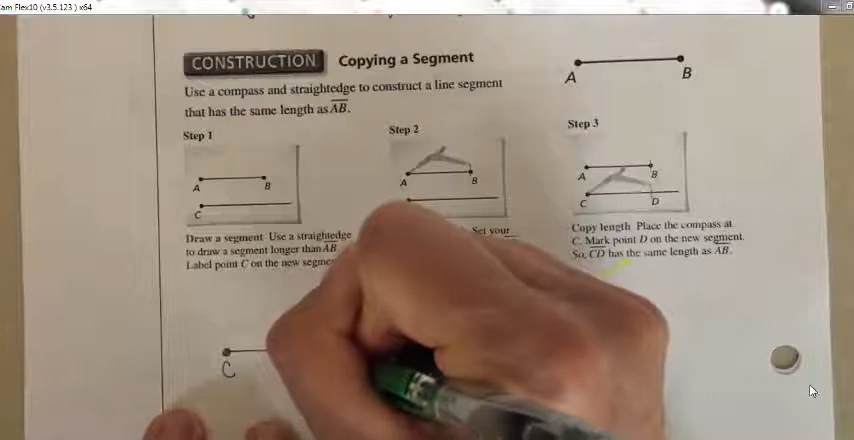 am Flex10 (v3.5.123 ) x64
CONSTRUCTION Copying a Segment
A B
Use a compass and straightedge to construct a line segment
that has the same length as AB.
Step 1
Step 2
Step 3
A B
C
A B
A B
C D
Draw a segment Use a straightedge
to draw a segment longer than AB.
Label point C on the new
Set your
Copy length Place the compass at
C. Mark point D on the new segment.
So, CD has the same length as AB.
C